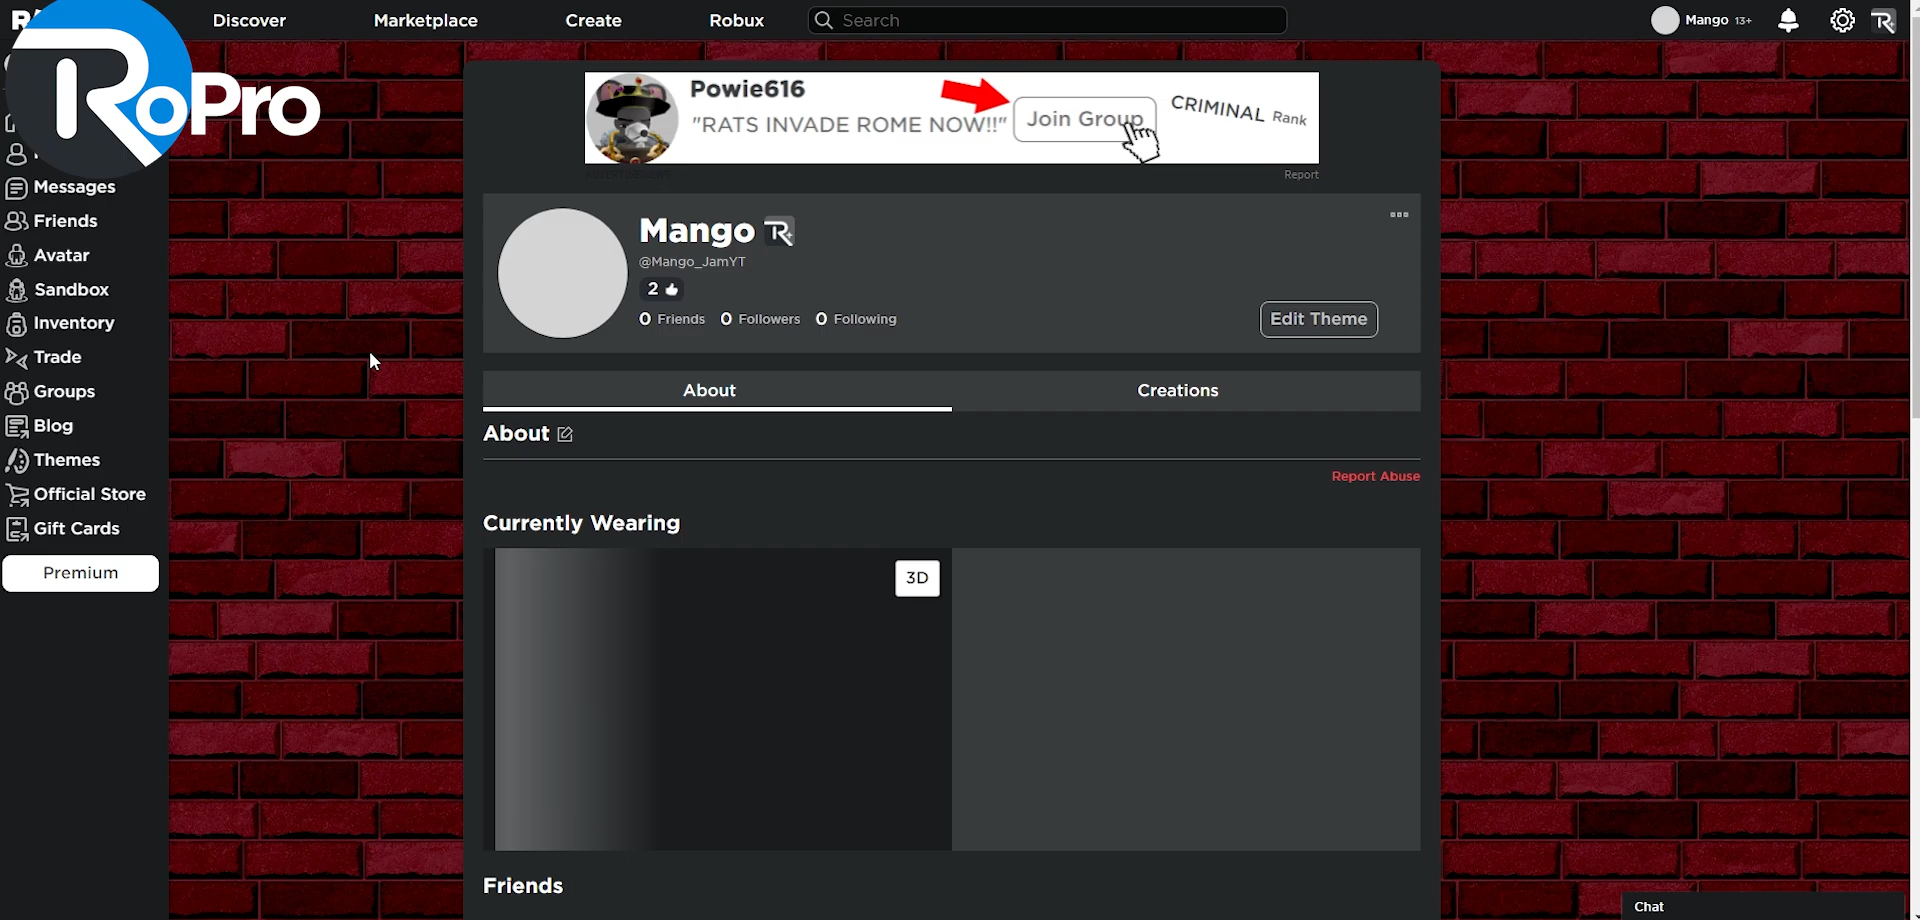 Discover Marketplace Create Robux Search Mango 13+
RoPro
Powie616
"RATS INVADE ROME NOW!!" Join Group CRIMINAL Rank
ADVERTISEMENT Report
Messages
Friends
Avatar
Sandbox
Inventory
Trade
Groups
Blog
Themes
Official Store
Gift Cards
Premium
Mango
@Mango_JamYT
2
0 Friends 0 Followers 0 Following
Edit Theme
About Creations
About
Report Abuse
Currently Wearing
3D
Friends
Chat